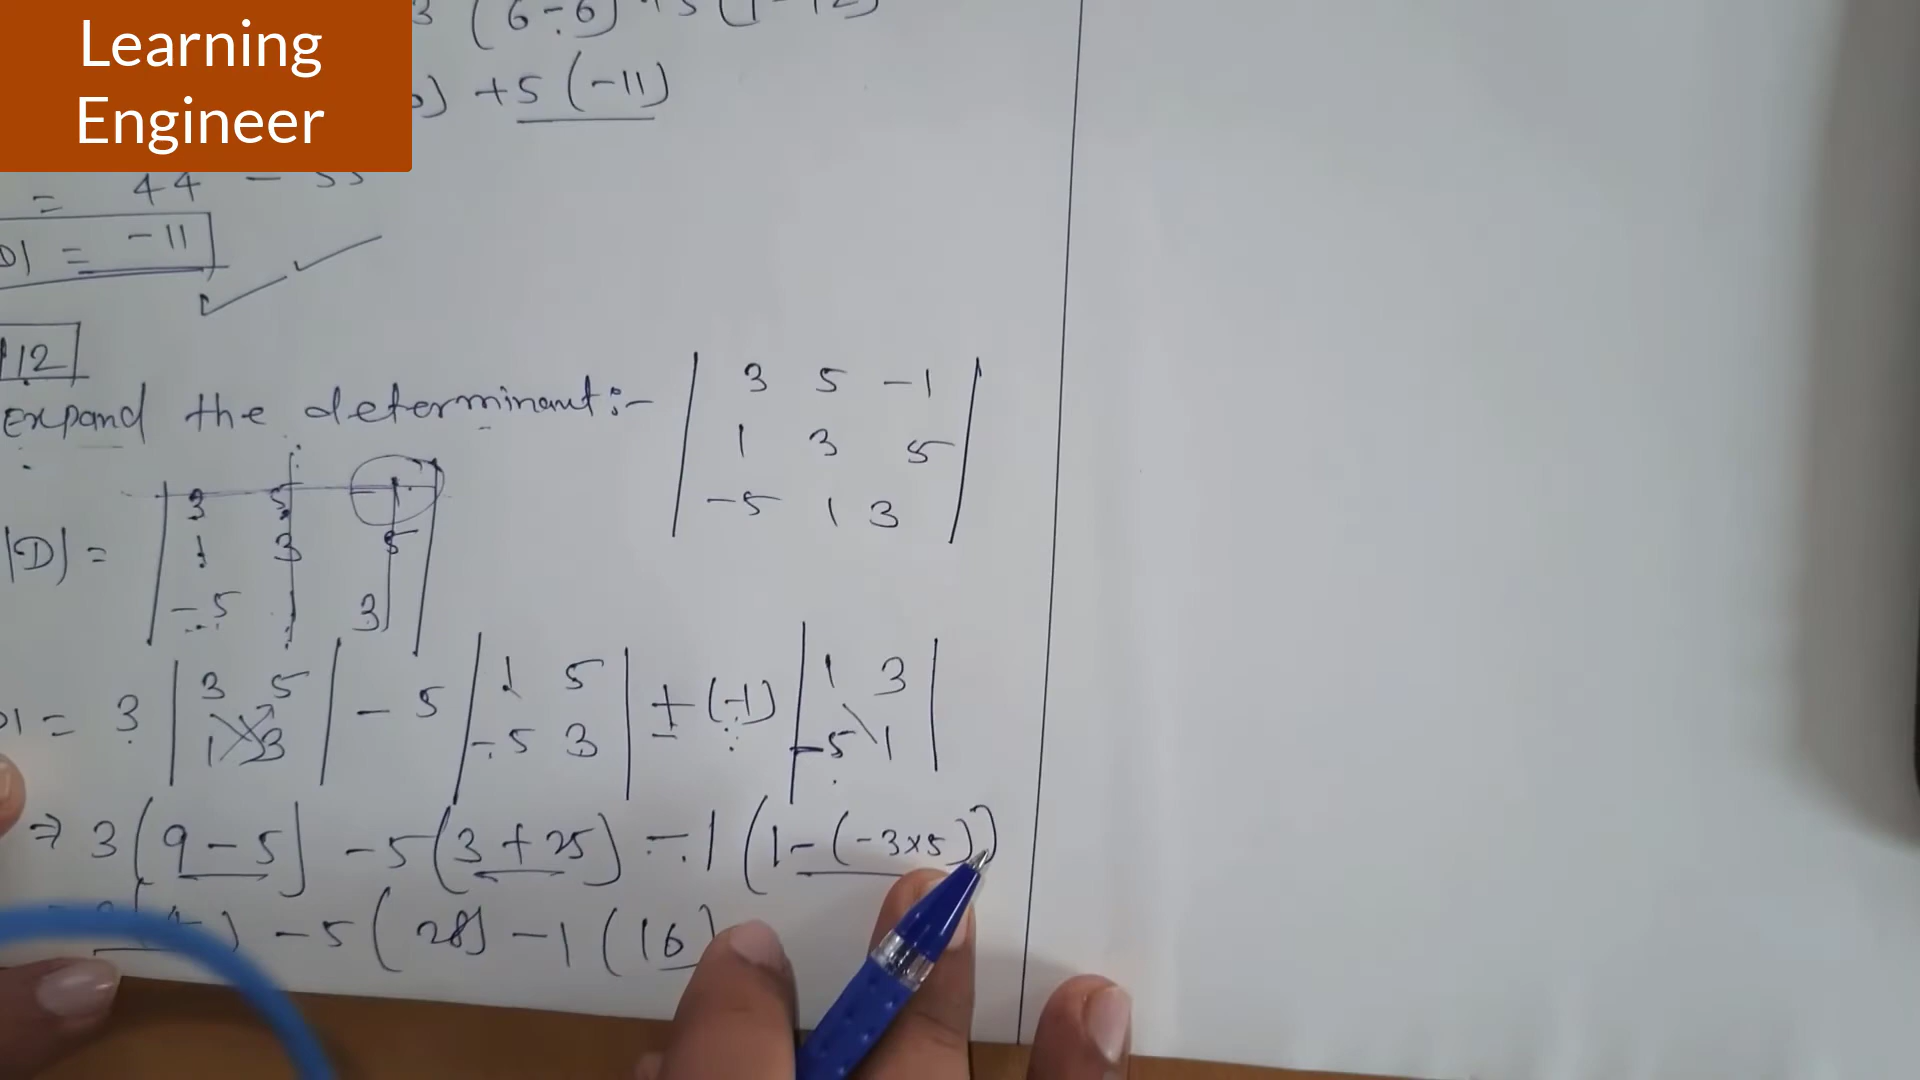 Learning
Engineer
3 (6-6) +5 (1-12)
) +5 (-11)
= 44 - 55
D| = -11
12
Expand the determinant:-
3 5 -1
1 3 5
-5 1 3
|D| =
3 5 -1
1 3 5
-5 1 3
D| = 3 | 3 5 | - 5 | 1 5 | + (-1) | 1 3 |
1 3 -5 3 -5 1
⇒ 3 (9-5) -5 (3+25) -1 (1-(-3×5))
) -5 (28) -1 (16)